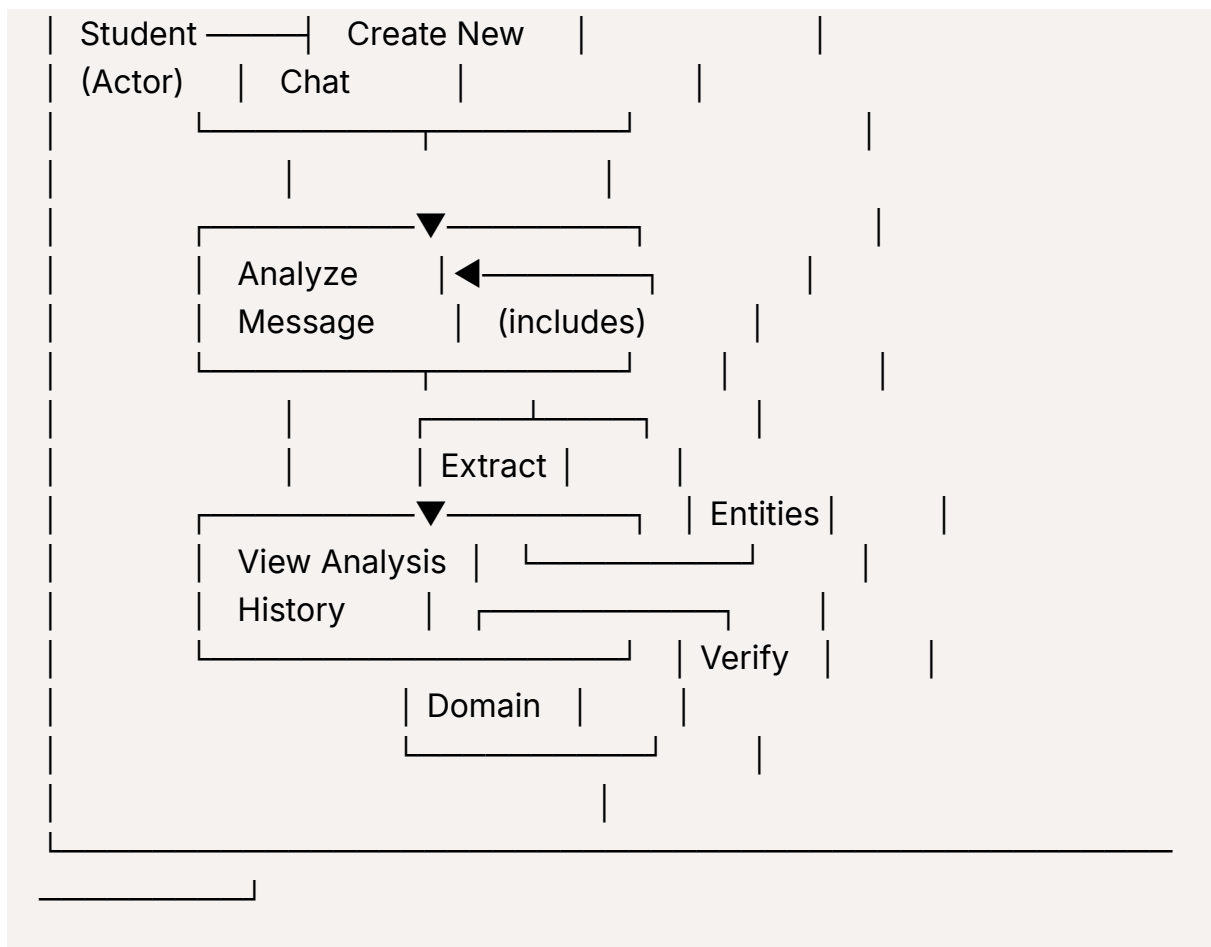 Student Create New
(Actor) Chat
Analyze
Message (includes)
Extract
Entities
View Analysis
History
Verify
Domain